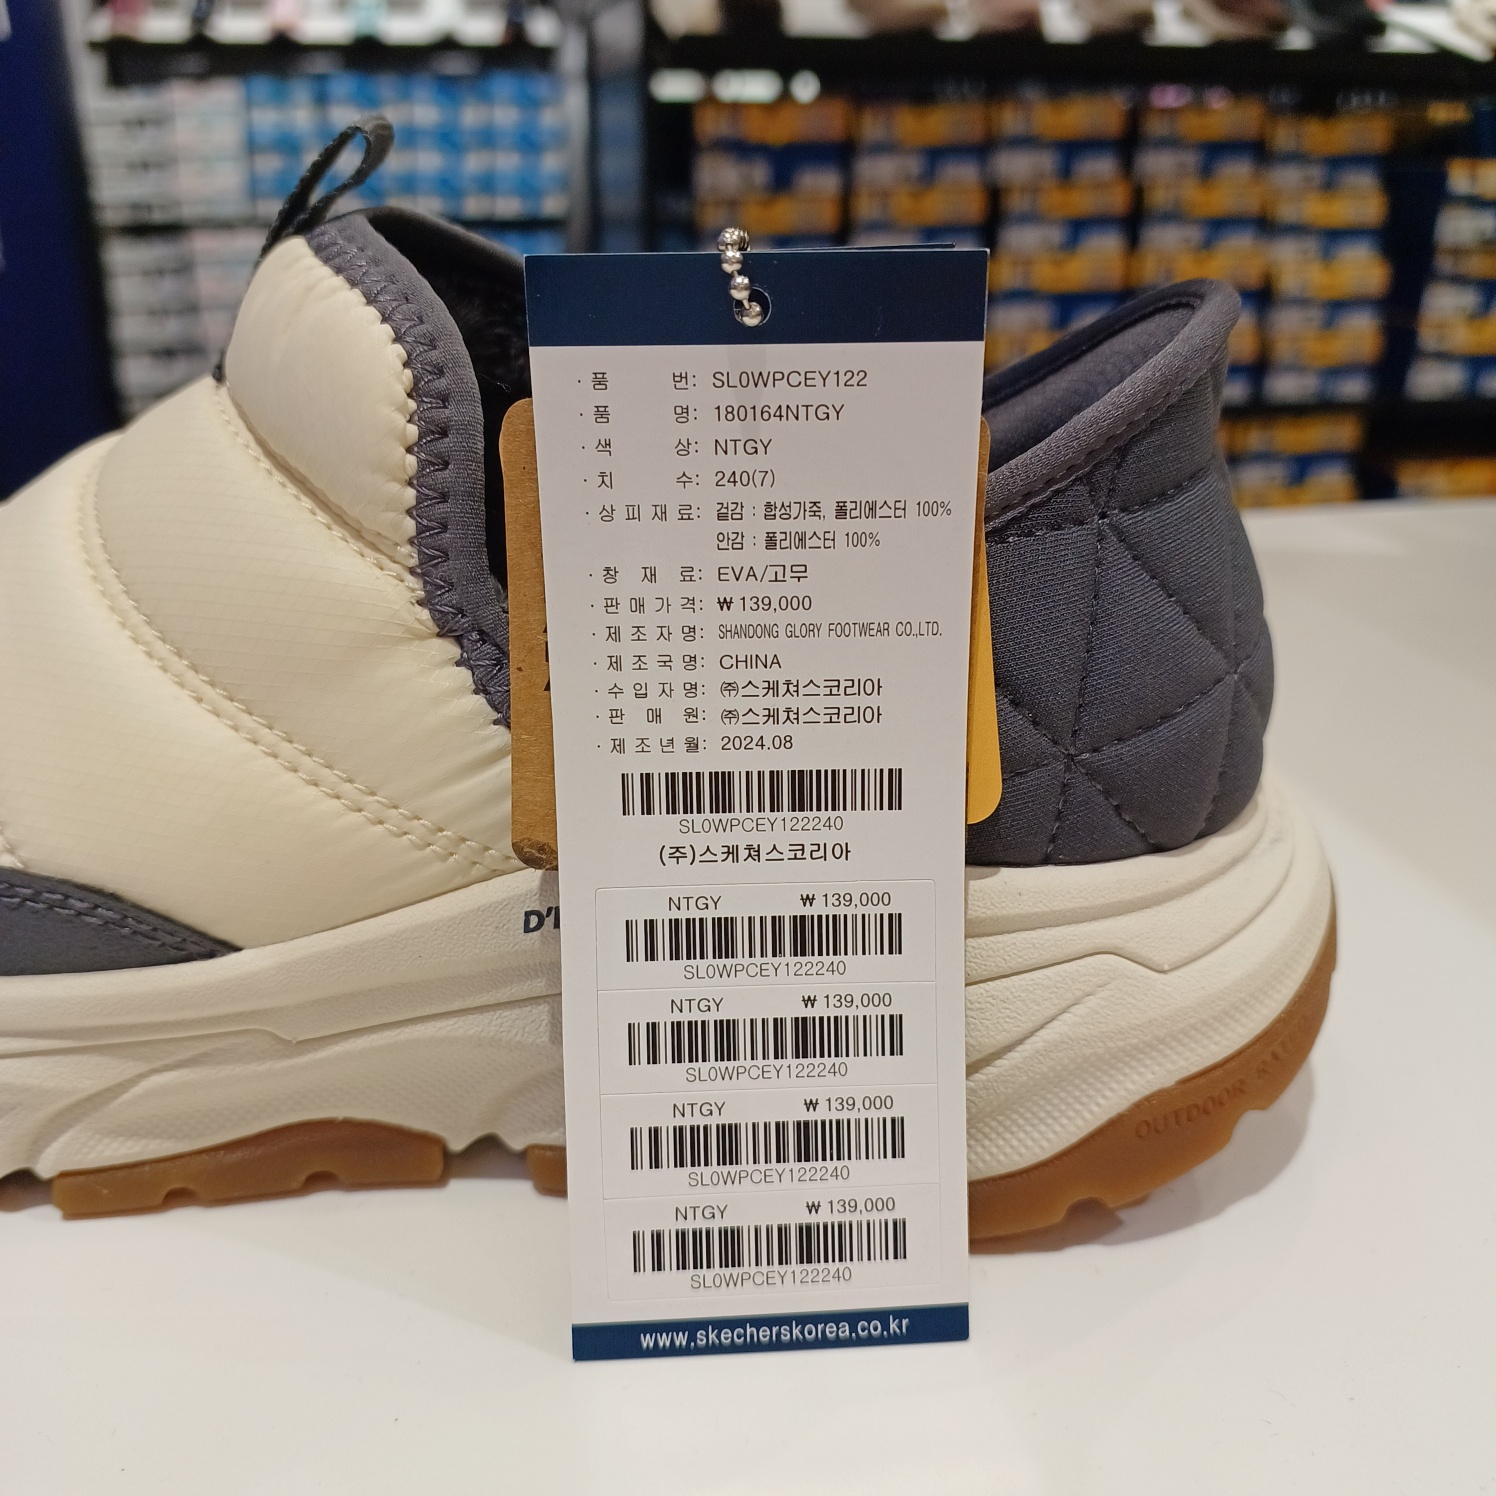 · 품 번: SL0WPCEY122
· 품 명: 180164NTGY
· 색 상: NTGY
· 치 수: 240(7)
· 상 피 재 료: 겉감 : 합성가죽, 폴리에스터 100%
안감 : 폴리에스터 100%
· 창 재 료: EVA/고무
· 판 매 가 격: ₩ 139,000
· 제 조 자 명: SHANDONG GLORY FOOTWEAR CO.,LTD.
· 제 조 국 명: CHINA
· 수 입 자 명: ㈜스케쳐스코리아
· 판 매 원: ㈜스케쳐스코리아
· 제 조 년 월: 2024.08
SL0WPCEY122240
(주)스케쳐스코리아
D'
NTGY ₩ 139,000
SL0WPCEY122240
NTGY ₩ 139,000
SL0WPCEY122240
NTGY ₩ 139,000
SL0WPCEY122240
NTGY ₩ 139,000
SL0WPCEY122240
www.skecherskorea.co.kr
OUTDOOR